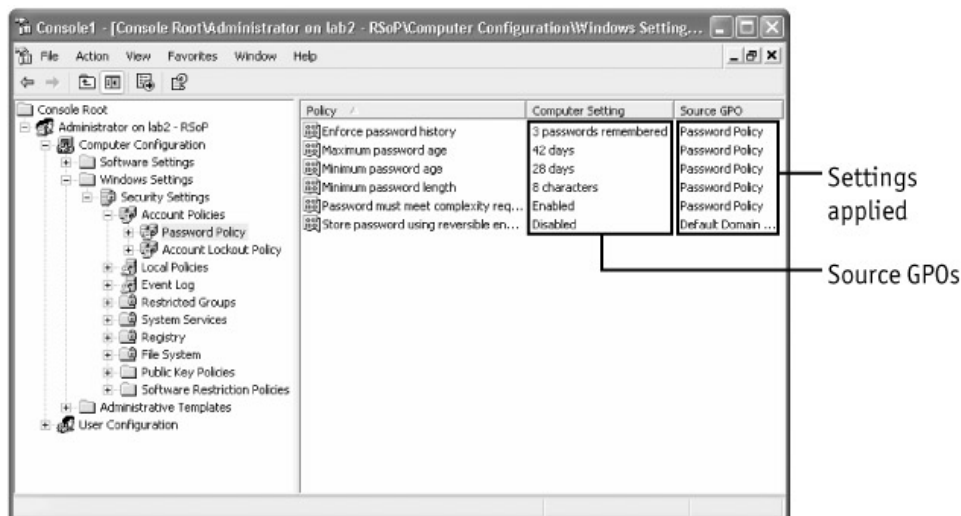 Console1 - [Console Root\Administrator on lab2 - RSoP\Computer Configuration\Windows Setting...
File Action View Favorites Window Help
Console Root
Administrator on lab2 - RSoP
Computer Configuration
Software Settings
Windows Settings
Security Settings
Account Policies
Password Policy
Account Lockout Policy
Local Policies
Event Log
Restricted Groups
System Services
Registry
File System
Public Key Policies
Software Restriction Policies
Administrative Templates
User Configuration
Policy Computer Setting Source GPO
Enforce password history 3 passwords remembered Password Policy
Maximum password age 42 days Password Policy
Minimum password age 28 days Password Policy
Minimum password length 8 characters Password Policy
Password must meet complexity req... Enabled Password Policy
Store password using reversible en... Disabled Default Domain ...
Settings
applied
Source GPOs